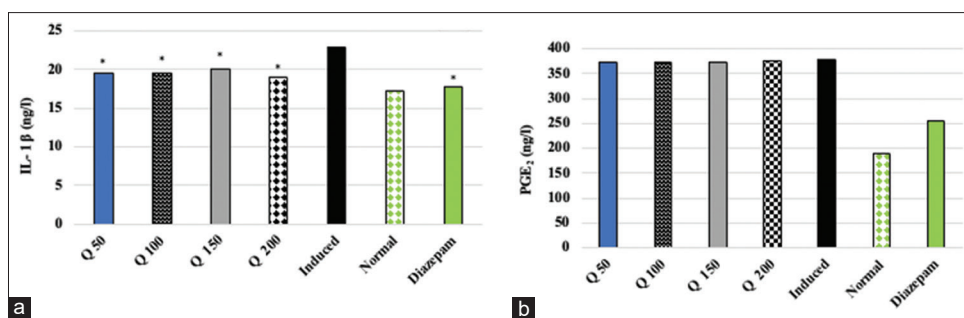 25
20
15
10
5
0
IL- 1 β (ng/l)
*
*
*
*
*
Q 50
Q 100
Q 150
Q 200
Induced
Normal
Diazepam
a
400
350
300
250
200
150
100
50
0
PGE₂ (ng/l)
Q 50
Q 100
Q 150
Q 200
Induced
Normal
Diazepam
b